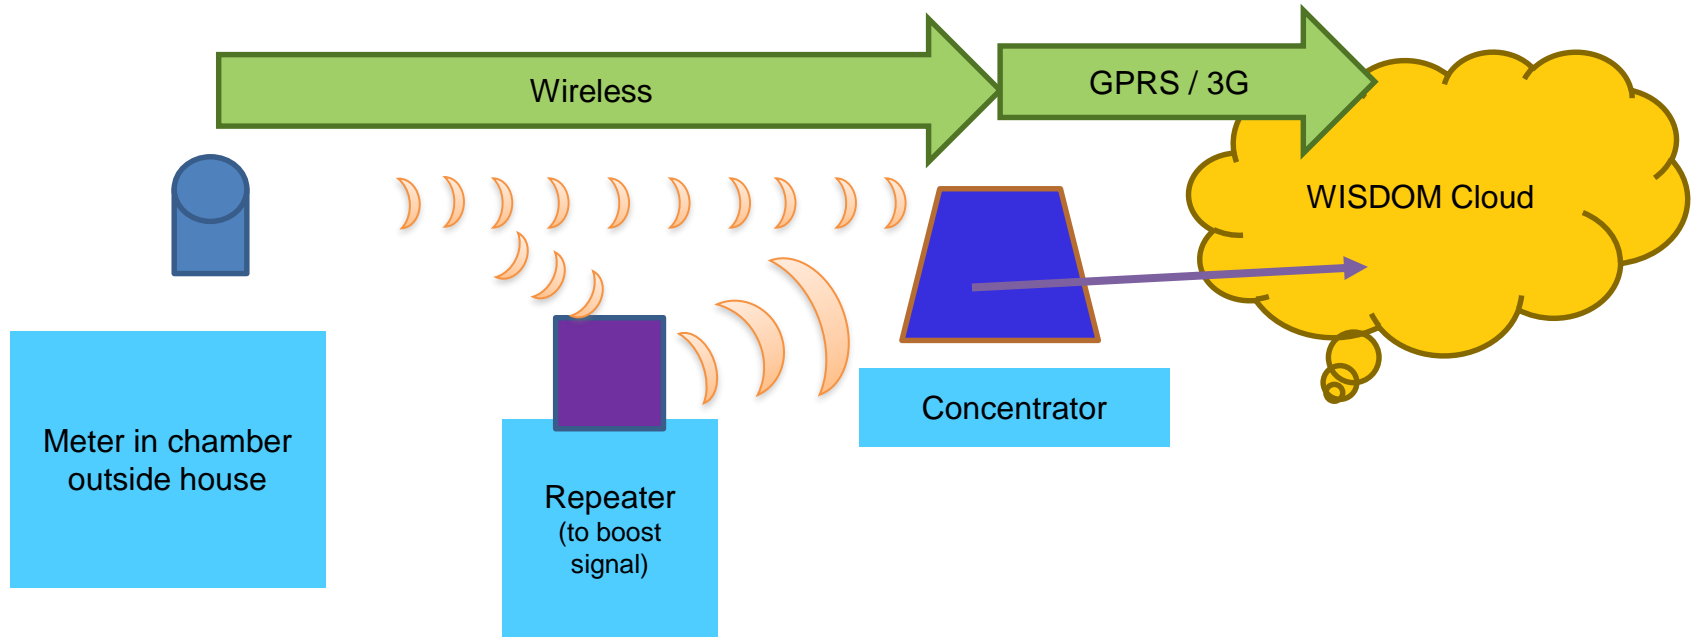 Wireless
GPRS / 3G
WISDOM Cloud
Concentrator
Meter in chamber
outside house
Repeater
(to boost
signal)